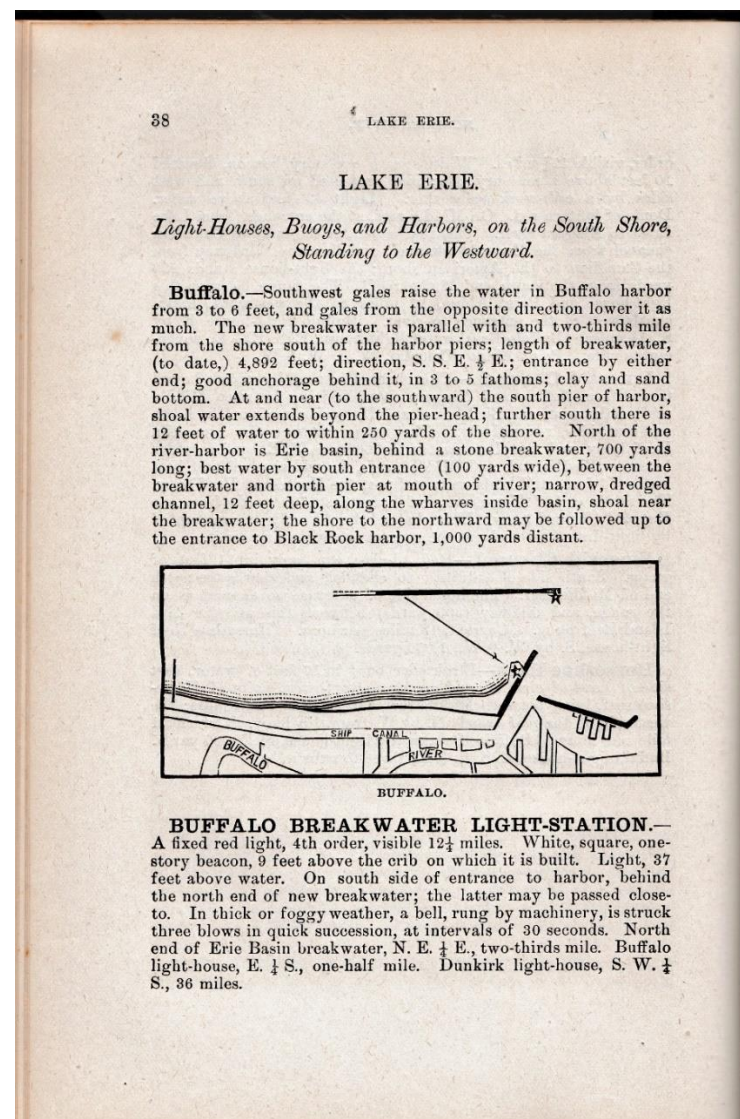 38
LAKE ERIE.
LAKE ERIE.
Light-Houses, Buoys, and Harbors, on the South Shore,
Standing to the Westward.
Buffalo.—Southwest gales raise the water in Buffalo harbor
from 3 to 6 feet, and gales from the opposite direction lower it as
much. The new breakwater is parallel with and two-thirds mile
from the shore south of the harbor piers; length of breakwater,
(to date,) 4,892 feet; direction, S. S. E. ½ E.; entrance by either
end; good anchorage behind it, in 3 to 5 fathoms; clay and sand
bottom. At and near (to the southward) the south pier of harbor,
shoal water extends beyond the pier-head; further south there is
12 feet of water to within 250 yards of the shore. North of the
river-harbor is Erie basin, behind a stone breakwater, 700 yards
long; best water by south entrance (100 yards wide), between the
breakwater and north pier at mouth of river; narrow, dredged
channel, 12 feet deep, along the wharves inside basin, shoal near
the breakwater; the shore to the northward may be followed up to
the entrance to Black Rock harbor, 1,000 yards distant.
SHIP CANAL
BUFFALO
RIVER
BUFFALO.
BUFFALO BREAKWATER LIGHT-STATION.—
A fixed red light, 4th order, visible 12¼ miles. White, square, one-
story beacon, 9 feet above the crib on which it is built. Light, 37
feet above water. On south side of entrance to harbor, behind
the north end of new breakwater; the latter may be passed close-
to. In thick or foggy weather, a bell, rung by machinery, is struck
three blows in quick succession, at intervals of 30 seconds. North
end of Erie Basin breakwater, N. E. ¼ E., two-thirds mile. Buffalo
light-house, E. ¼ S., one-half mile. Dunkirk light-house, S. W. ¼
S., 36 miles.